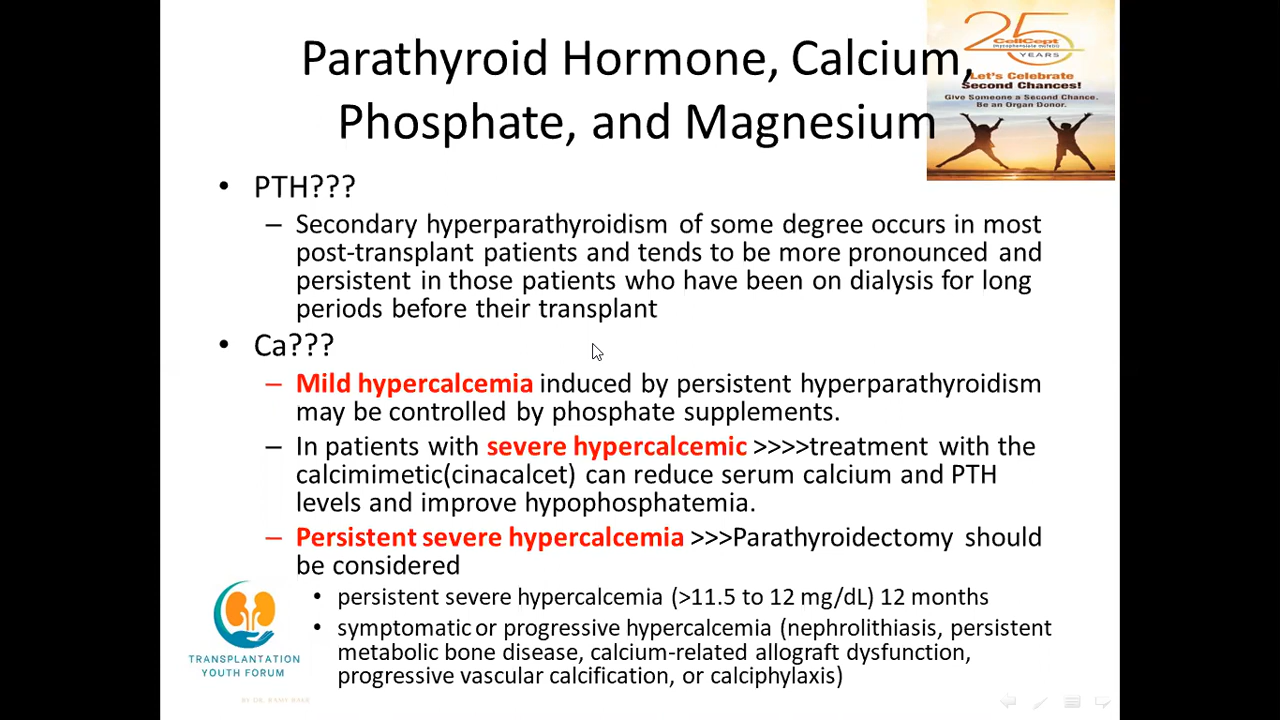 Parathyroid Hormone, Calcium,
Phosphate, and Magnesium
25
CellCept
(mycophenolate mofetil)
YEARS
Let's Celebrate
Second Chances!
Give Someone a Second Chance.
Be an Organ Donor.
• PTH???
– Secondary hyperparathyroidism of some degree occurs in most
post-transplant patients and tends to be more pronounced and
persistent in those patients who have been on dialysis for long
periods before their transplant
• Ca???
– Mild hypercalcemia induced by persistent hyperparathyroidism
may be controlled by phosphate supplements.
– In patients with severe hypercalcemic >>>>treatment with the
calcimimetic(cinacalcet) can reduce serum calcium and PTH
levels and improve hypophosphatemia.
– Persistent severe hypercalcemia >>>Parathyroidectomy should
be considered
• persistent severe hypercalcemia (>11.5 to 12 mg/dL) 12 months
• symptomatic or progressive hypercalcemia (nephrolithiasis, persistent
metabolic bone disease, calcium-related allograft dysfunction,
progressive vascular calcification, or calciphylaxis)
TRANSPLANTATION
YOUTH FORUM